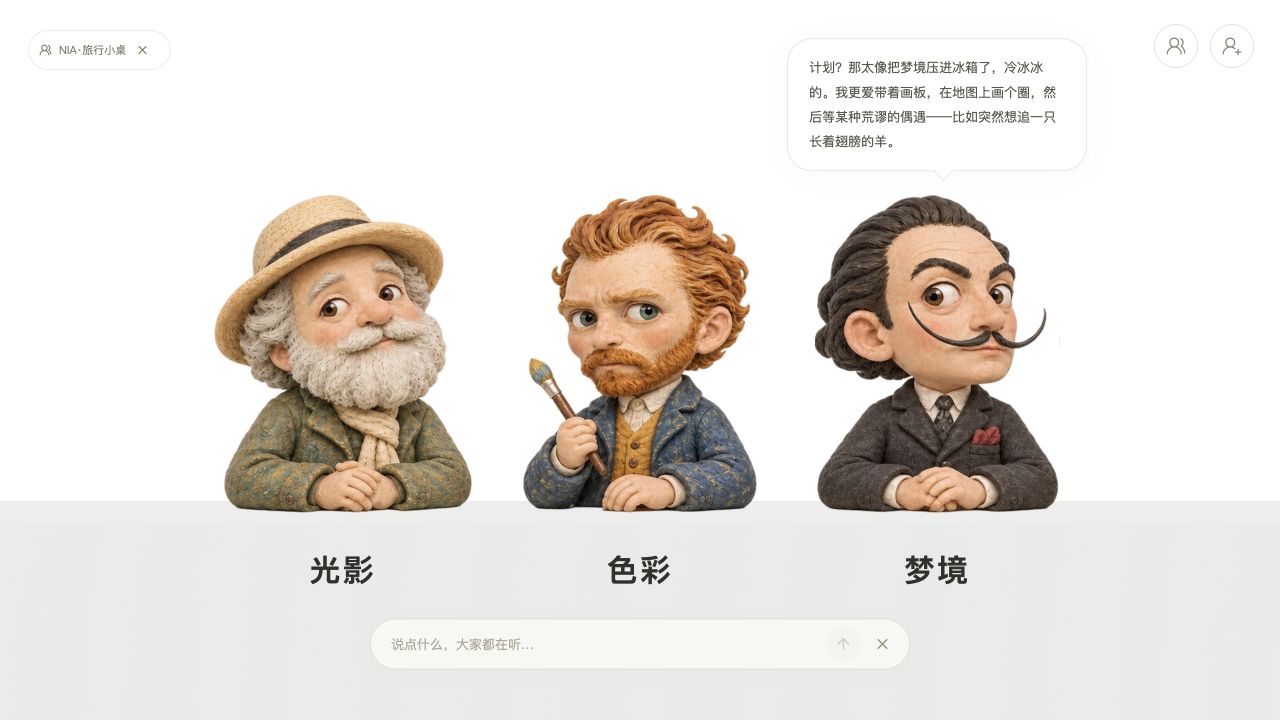 NIA·旅行小桌
计划？那太像把梦境压进冰箱了，冷冰冰
的。我更爱带着画板，在地图上画个圈，然
后等某种荒谬的偶遇——比如突然想追一只
长着翅膀的羊。
光影
色彩
梦境
说点什么，大家都在听...